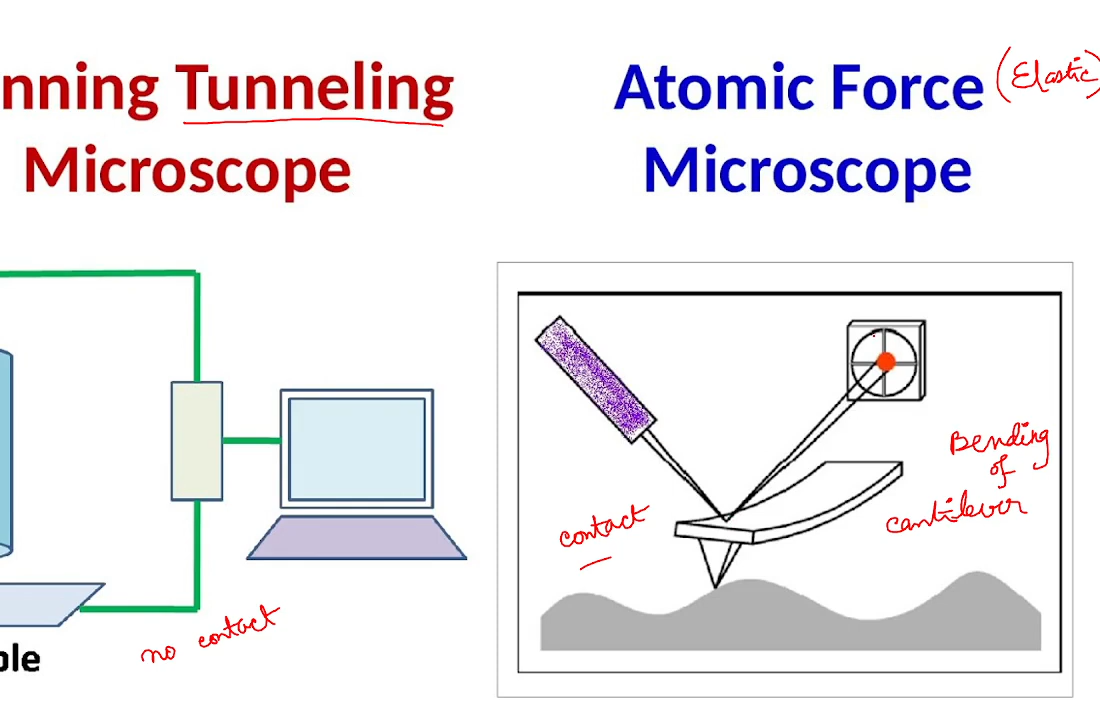 nning Tunneling
Microscope
Atomic Force (Elastic)
Microscope
Bending
of
cantilever
contact
no contact
ple